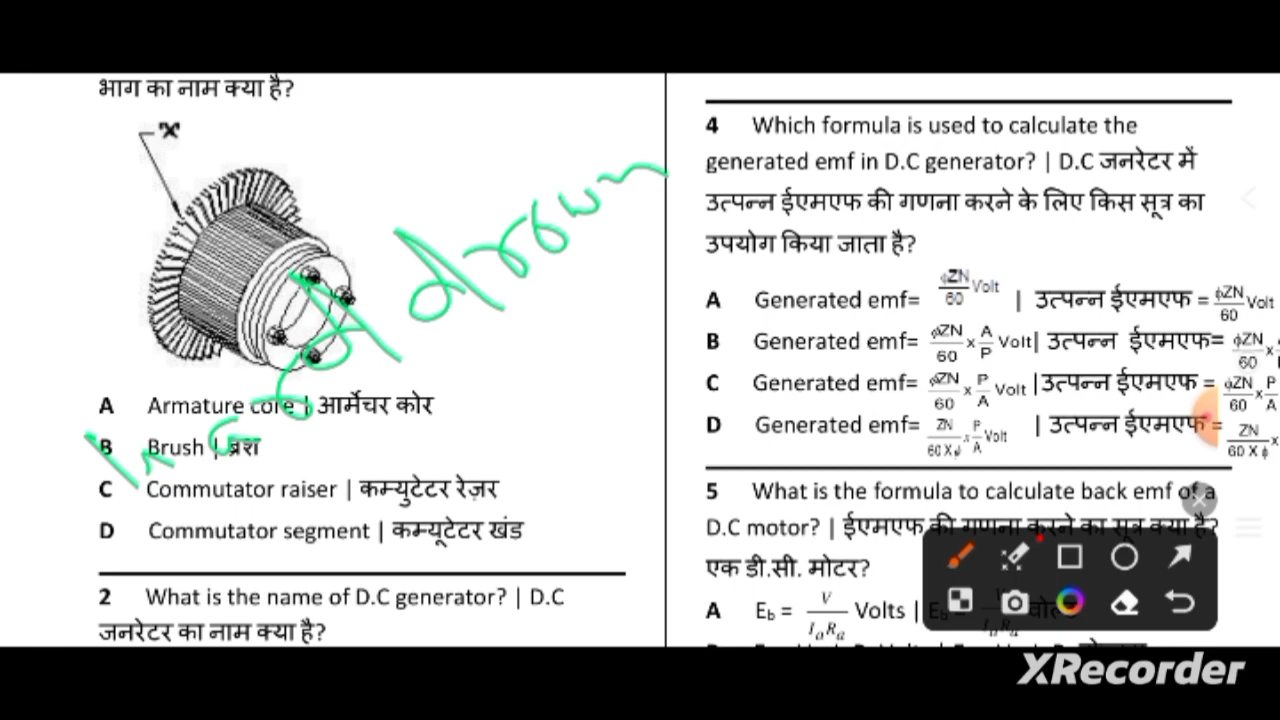 भाग का नाम क्या है?
'X'
A Armature core | आर्मेचर कोर
B Brush | ब्रश
C Commutator raiser | कम्युटेटर रेज़र
D Commutator segment | कम्यूटेटर खंड
2 What is the name of D.C generator? | D.C
जनरेटर का नाम क्या है?
4 Which formula is used to calculate the
generated emf in D.C generator? | D.C जनरेटर में
उत्पन्न ईएमएफ की गणना करने के लिए किस सूत्र का
उपयोग किया जाता है?
A Generated emf= ϕZN/60 Volt | उत्पन्न ईएमएफ = ϕZN/60 Volt
B Generated emf= ϕZN/60 x A/P Volt| उत्पन्न ईएमएफ= ϕZN/60 x
C Generated emf= ϕZN/60 x P/A Volt |उत्पन्न ईएमएफ = ϕZN/60 x P/A
D Generated emf= ZN/60 X ϕ x P/A Volt | उत्पन्न ईएमएफ = ZN/60 X ϕ x
5 What is the formula to calculate back emf of a
D.C motor? | ईएमएफ की गणना करने का सूत्र क्या है?
एक डी.सी. मोटर?
A Eb = V/IaRa Volts | Eb = IaRa
XRecorder